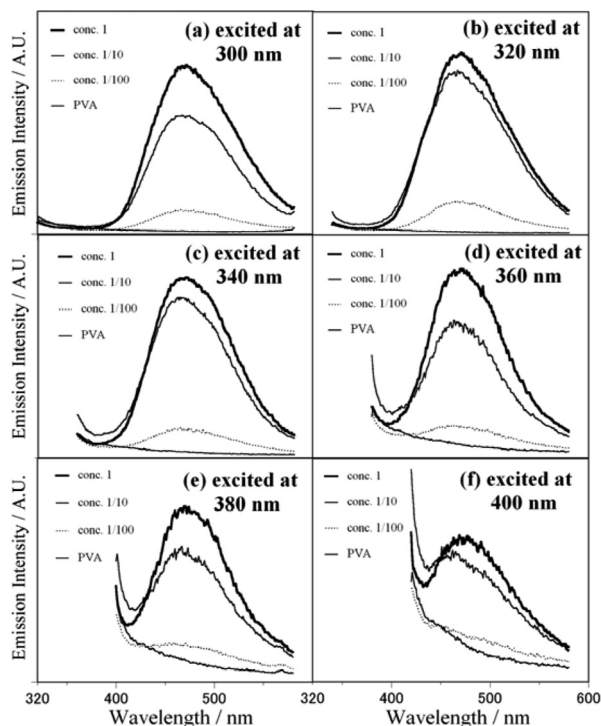 (a) excited at
300 nm
conc. 1
conc. 1/10
conc. 1/100
PVA
(b) excited at
320 nm
conc. 1
conc. 1/10
conc. 1/100
PVA
Emission Intensity / A.U.
(c) excited at
340 nm
conc. 1
conc. 1/10
conc. 1/100
PVA
(d) excited at
360 nm
conc. 1
conc. 1/10
conc. 1/100
PVA
Emission Intensity / A.U.
(e) excited at
380 nm
conc. 1
conc. 1/10
conc. 1/100
PVA
(f) excited at
400 nm
conc. 1
conc. 1/10
conc. 1/100
PVA
Emission Intensity / A.U.
320 400 500 600 320 400 500 600
Wavelength / nm Wavelength / nm